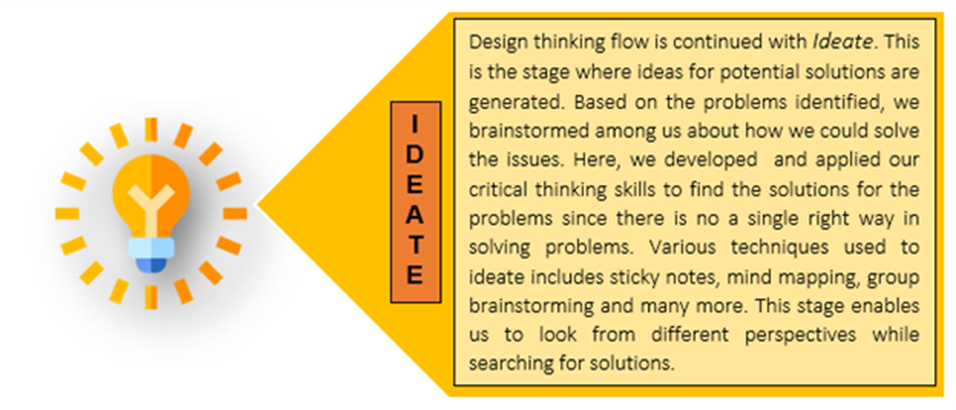 I
D
E
A
T
E
Design thinking flow is continued with Ideate. This
is the stage where ideas for potential solutions are
generated. Based on the problems identified, we
brainstormed among us about how we could solve
the issues. Here, we developed and applied our
critical thinking skills to find the solutions for the
problems since there is no a single right way in
solving problems. Various techniques used to
ideate includes sticky notes, mind mapping, group
brainstorming and many more. This stage enables
us to look from different perspectives while
searching for solutions.